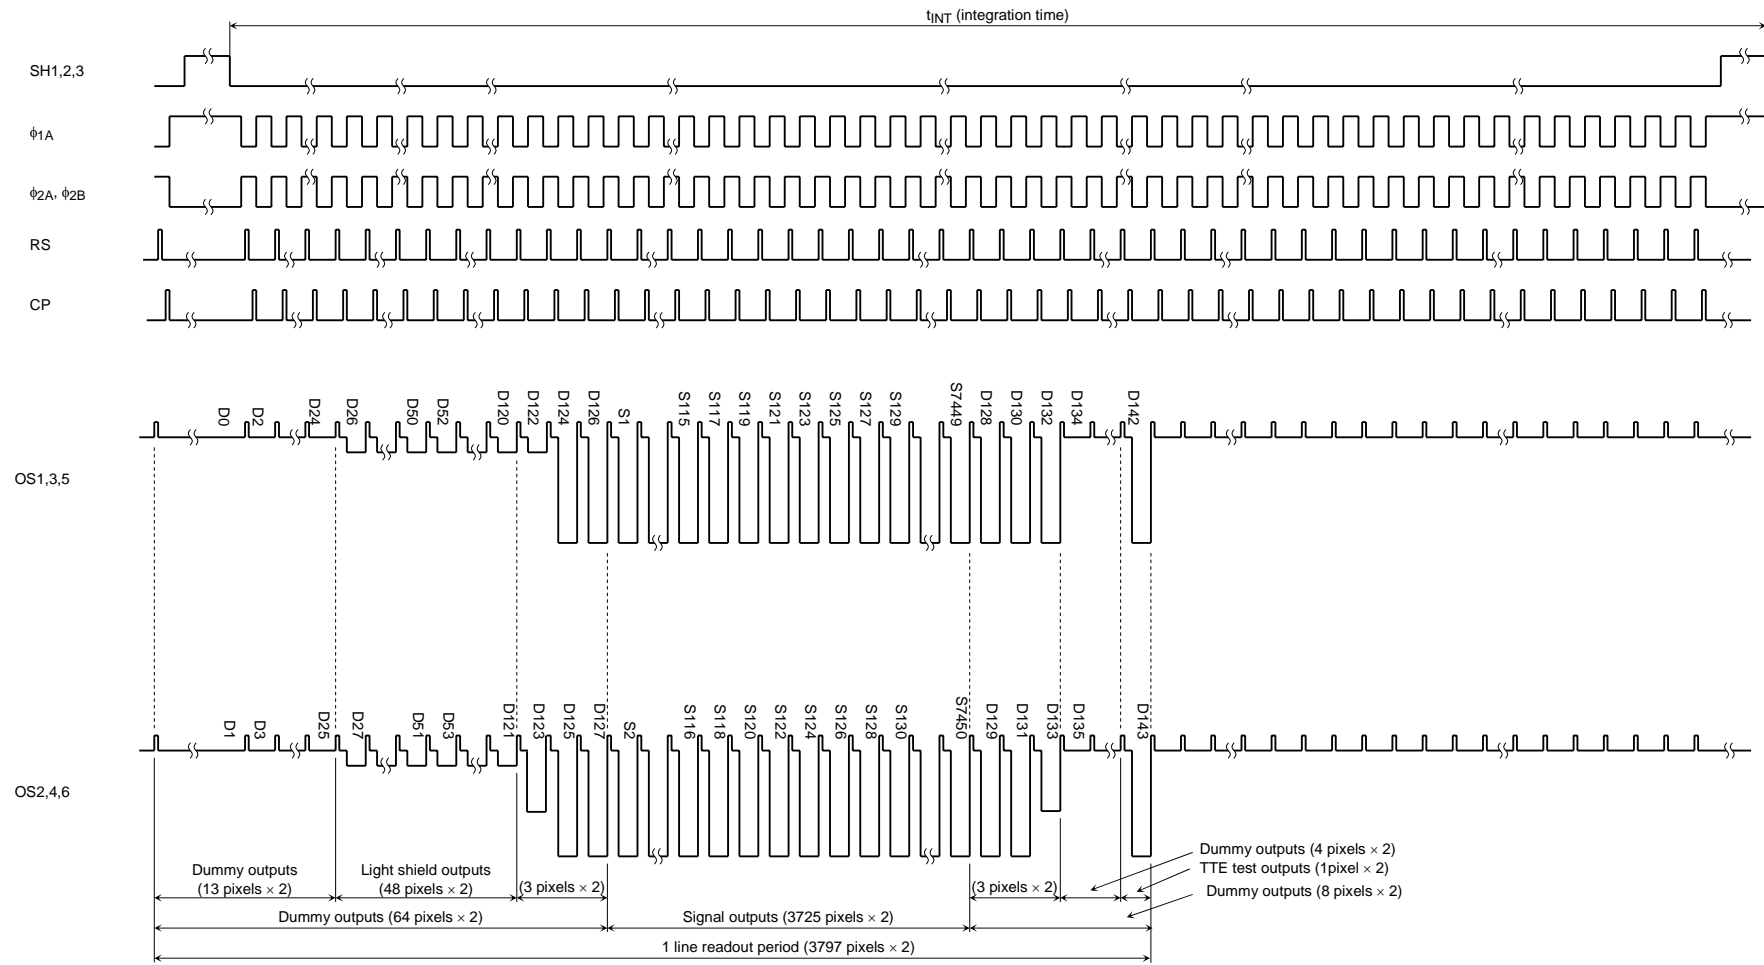 tINT (integration time)
SH1,2,3
ϕ1A
ϕ2A, ϕ2B
RS
CP
D0
D2
D24
D26
D50
D52
D120
D122
D124
D126
S1
S115
S117
S119
S121
S123
S125
S127
S129
S7449
D128
D130
D132
D134
D142
OS1,3,5
D1
D3
D25
D27
D51
D53
D121
D123
D125
D127
S2
S116
S118
S120
S122
S124
S126
S128
S130
S7450
D129
D131
D133
D135
D143
OS2,4,6
Dummy outputs
(13 pixels × 2)
Light shield outputs
(48 pixels × 2)
(3 pixels × 2)
(3 pixels × 2)
Dummy outputs (4 pixels × 2)
TTE test outputs (1pixel × 2)
Dummy outputs (8 pixels × 2)
Dummy outputs (64 pixels × 2)
Signal outputs (3725 pixels × 2)
1 line readout period (3797 pixels × 2)